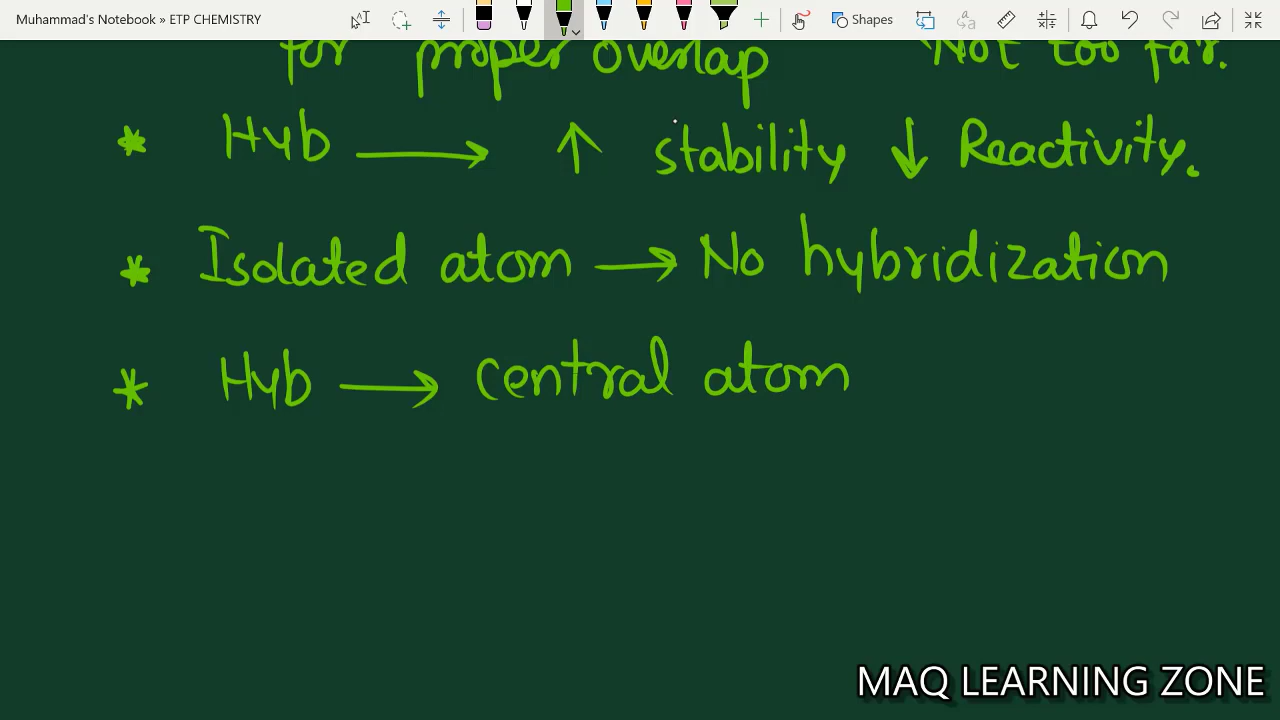 Muhammad's Notebook » ETP CHEMISTRY
Shapes
for proper overlap Not too far.
* Hyb → ↑ stability ↓ Reactivity.
* Isolated atom → No hybridization
* Hyb → central atom
MAQ LEARNING ZONE